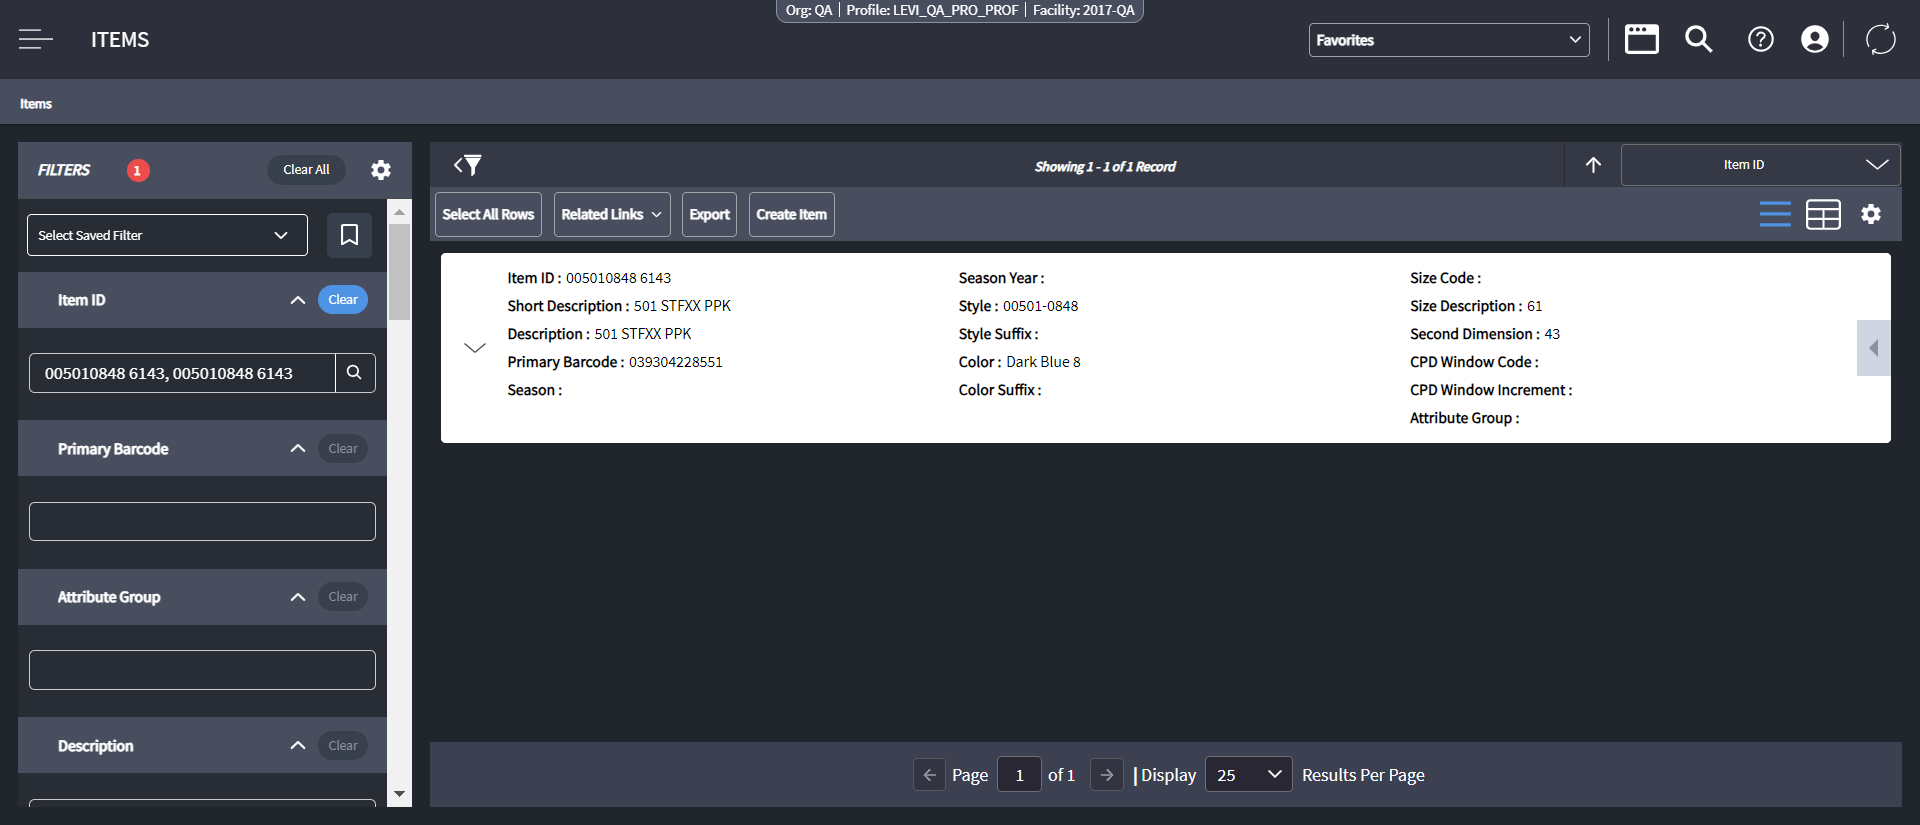 Org: QA | Profile: LEVI_QA_PRO_PROF | Facility: 2017-QA
ITEMS
Favorites
Items
FILTERS 1 Clear All
Showing 1 - 1 of 1 Record
Item ID
Select Saved Filter
Select All Rows Related Links Export Create Item
Item ID Clear
005010848 6143, 005010848 6143
Primary Barcode Clear
Attribute Group Clear
Description Clear
Item ID : 005010848 6143
Short Description : 501 STFXX PPK
Description : 501 STFXX PPK
Primary Barcode : 039304228551
Season :
Season Year :
Style : 00501-0848
Style Suffix :
Color : Dark Blue 8
Color Suffix :
Size Code :
Size Description : 61
Second Dimension : 43
CPD Window Code :
CPD Window Increment :
Attribute Group :
Page 1 of 1 | Display 25 Results Per Page